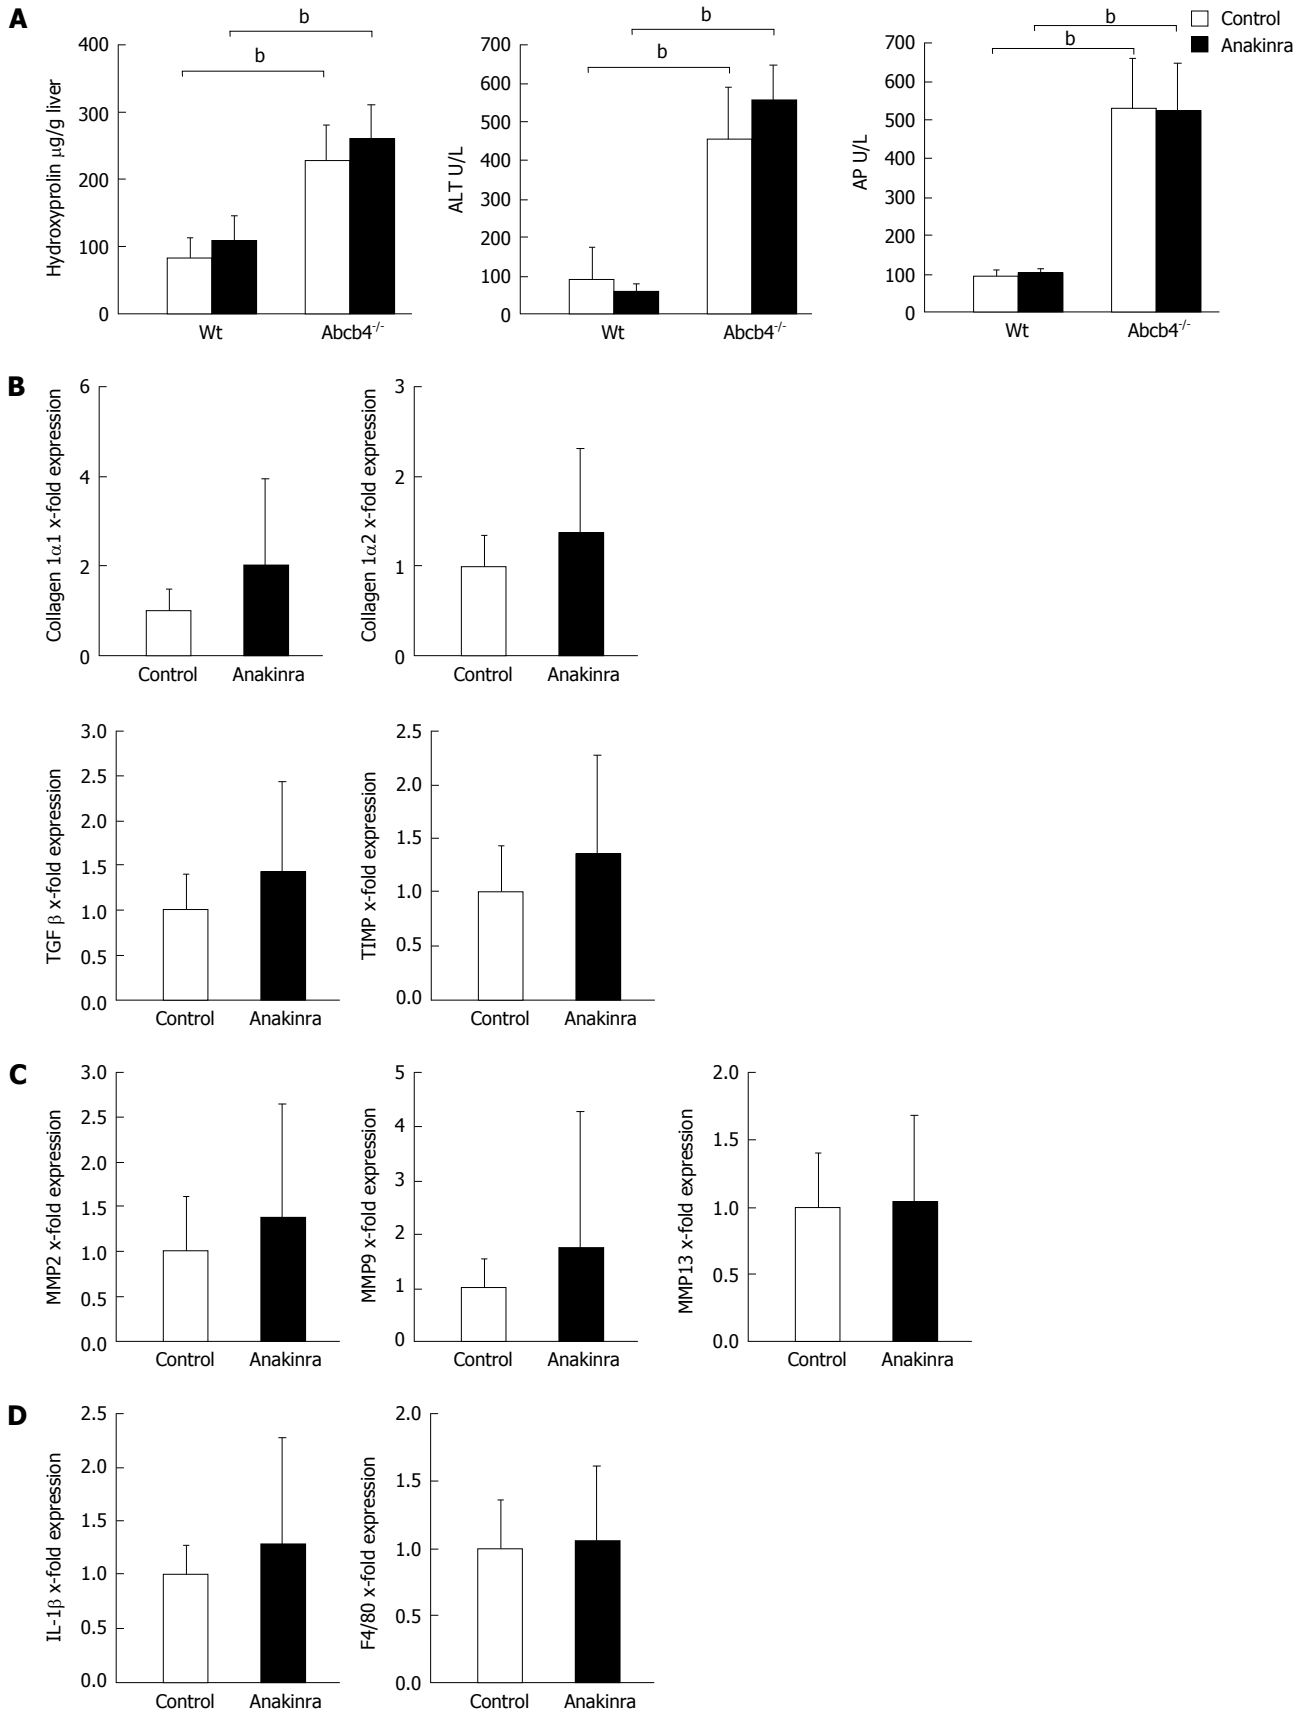 A
Control
Anakinra
Hydroxyprolin μg/g liver
400
300
200
100
0
b
b
Wt
Abcb4-/-
ALT U/L
700
600
500
400
300
200
100
0
b
b
Wt
Abcb4-/-
AP U/L
700
600
500
400
300
200
100
0
b
b
Wt
Abcb4-/-
B
Collagen 1α1 x-fold expression
6
4
2
0
Control Anakinra
Collagen 1α2 x-fold expression
3
2
1
0
Control Anakinra
TGF β x-fold expression
3.0
2.5
2.0
1.5
1.0
0.5
0.0
Control Anakinra
TIMP x-fold expression
2.5
2.0
1.5
1.0
0.5
0.0
Control Anakinra
C
MMP2 x-fold expression
3.0
2.5
2.0
1.5
1.0
0.5
0.0
Control Anakinra
MMP9 x-fold expression
5
4
3
2
1
0
Control Anakinra
MMP13 x-fold expression
2.0
1.5
1.0
0.5
0.0
Control Anakinra
D
IL-1β x-fold expression
2.5
2.0
1.5
1.0
0.5
0.0
Control Anakinra
F4/80 x-fold expression
2.0
1.5
1.0
0.5
0.0
Control Anakinra